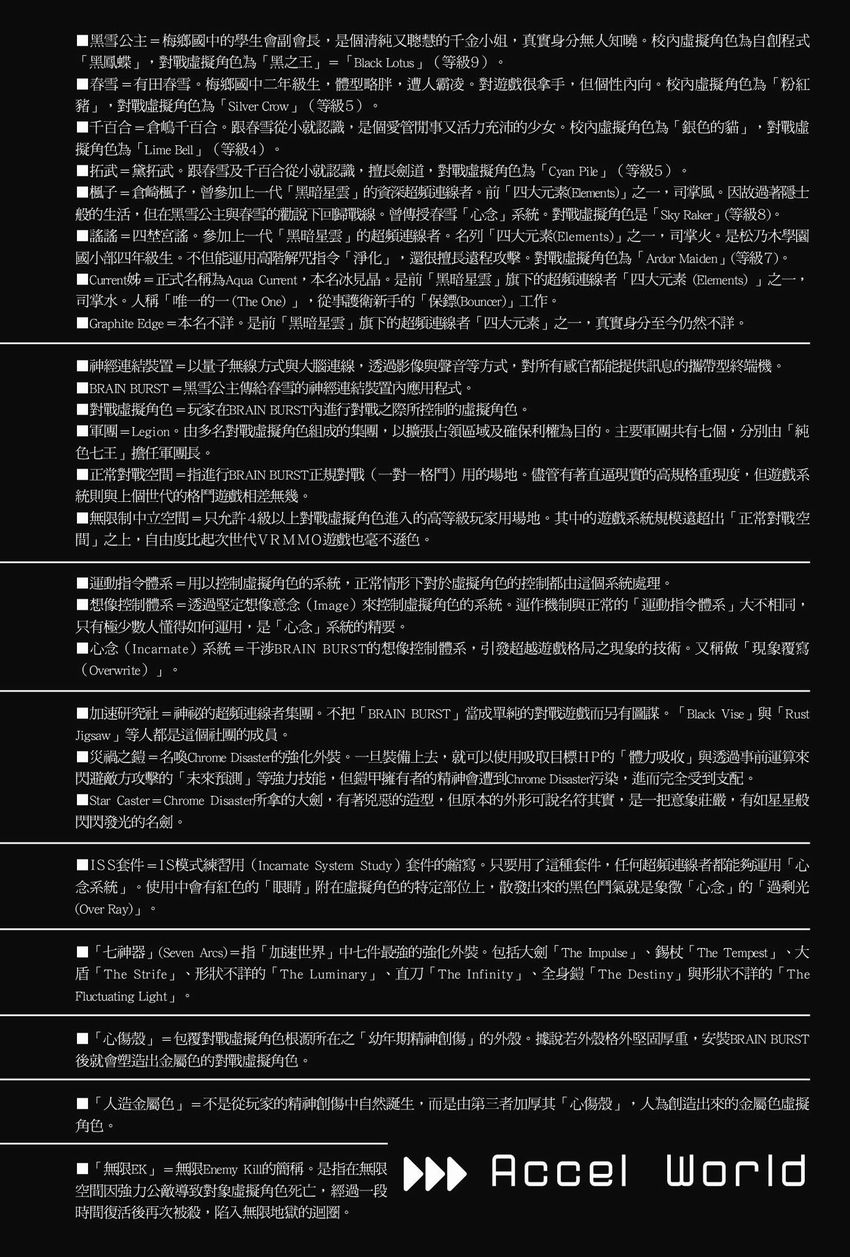 ■黑雪公主＝梅鄉國中的學生會副會長，是個清純又聰慧的千金小姐，真實身分無人知曉。校內虛擬角色為自創程式
「黑鳳蝶」，對戰虛擬角色為「黑之王」＝「Black Lotus」（等級9）。
■春雪＝有田春雪。梅鄉國中二年級生，體型略胖，遭人霸凌。對遊戲很拿手，但個性內向。校內虛擬角色為「粉紅
豬」，對戰虛擬角色為「Silver Crow」（等級5）。
■千百合＝倉嶋千百合。跟春雪從小就認識，是個愛管閒事又活力充沛的少女。校內虛擬角色為「銀色的貓」，對戰虛
擬角色為「Lime Bell」（等級4）。
■拓武＝黛拓武。跟春雪及千百合從小就認識，擅長劍道，對戰虛擬角色為「Cyan Pile」（等級5）。
■楓子＝倉崎楓子，曾參加上一代「黑暗星雲」的資深超頻連線者。前「四大元素(Elements)」之一，司掌風。因故過著隱士
般的生活，但在黑雪公主與春雪的勸說下回歸戰線。曾傳授春雪「心念」系統。對戰虛擬角色是「Sky Raker」(等級8)。
■謠謠＝四埜宮謠。參加上一代「黑暗星雲」的超頻連線者。名列「四大元素(Elements)」之一，司掌火。是松乃木學園
國小部四年級生。不但能運用高階解咒指令「淨化」，還很擅長遠程攻擊。對戰虛擬角色為「Ardor Maiden」(等級7)。
■Current姊＝正式名稱為Aqua Current，本名冰見晶。是前「黑暗星雲」旗下的超頻連線者「四大元素 (Elements) 」之一，
司掌水。人稱「唯一的一 (The One) 」，從事護衛新手的「保鏢(Bouncer)」工作。
■Graphite Edge＝本名不詳。是前「黑暗星雲」旗下的超頻連線者「四大元素」之一，真實身分至今仍然不詳。
■神經連結裝置＝以量子無線方式與大腦連線，透過影像與聲音等方式，對所有感官都能提供訊息的攜帶型終端機。
■BRAIN BURST＝黑雪公主傳給春雪的神經連結裝置內應用程式。
■對戰虛擬角色＝玩家在BRAIN BURST內進行對戰之際所控制的虛擬角色。
■軍團＝Legion。由多名對戰虛擬角色組成的集團，以擴張占領區域及確保利權為目的。主要軍團共有七個，分別由「純
色七王」擔任軍團長。
■正常對戰空間＝指進行BRAIN BURST正規對戰（一對一格鬥）用的場地。儘管有著直逼現實的高規格重現度，但遊戲系
統則與上個世代的格鬥遊戲相差無幾。
■無限制中立空間＝只允許4級以上對戰虛擬角色進入的高等級玩家用場地。其中的遊戲系統規模遠超出「正常對戰空
間」之上，自由度比起次世代ＶＲＭＭＯ遊戲也毫不遜色。
■運動指令體系＝用以控制虛擬角色的系統，正常情形下對於虛擬角色的控制都由這個系統處理。
■想像控制體系＝透過堅定想像意念（Image）來控制虛擬角色的系統。運作機制與正常的「運動指令體系」大不相同，
只有極少數人懂得如何運用，是「心念」系統的精要。
■心念（Incarnate）系統＝干涉BRAIN BURST的想像控制體系，引發超越遊戲格局之現象的技術。又稱做「現象覆寫
（Overwrite）」。
■加速研究社＝神祕的超頻連線者集團。不把「BRAIN BURST」當成單純的對戰遊戲而另有圖謀。「Black Vise」與「Rust
Jigsaw」等人都是這個社團的成員。
■災禍之鎧＝名喚Chrome Disaster的強化外裝。一旦裝備上去，就可以使用吸取目標HP的「體力吸收」與透過事前運算來
閃避敵方攻擊的「未來預測」等強力技能，但鎧甲擁有者的精神會遭到Chrome Disaster污染，進而完全受到支配。
■Star Caster＝Chrome Disaster所拿的大劍，有著兇惡的造型，但原本的外形可說名符其實，是一把意象莊嚴，有如星星般
閃閃發光的名劍。
■ISS套件＝IS模式練習用（Incarnate System Study）套件的縮寫。只要用了這種套件，任何超頻連線者都能夠運用「心
念系統」。使用中會有紅色的「眼睛」附在虛擬角色的特定部位上，散發出來的黑色鬥氣就是象徵「心念」的「過剩光
(Over Ray)」。
■「七神器」(Seven Arcs)＝指「加速世界」中七件最強的強化外裝。包括大劍「The Impulse」、錫杖「The Tempest」、大
盾「The Strife」、形狀不詳的「The Luminary」、直刀「The Infinity」、全身鎧「The Destiny」與形狀不詳的「The
Fluctuating Light」。
■「心傷殼」＝包覆對戰虛擬角色根源所在之「幼年期精神創傷」的外殼。據說若外殼格外堅固厚重，安裝BRAIN BURST
後就會塑造出金屬色的對戰虛擬角色。
■「人造金屬色」＝不是從玩家的精神創傷中自然誕生，而是由第三者加厚其「心傷殼」，人為創造出來的金屬色虛擬
角色。
■「無限EK」＝無限Enemy Kill的簡稱。是指在無限
空間因強力公敵導致對象虛擬角色死亡，經過一段
時間復活後再次被殺，陷入無限地獄的迴圈。
Accel World